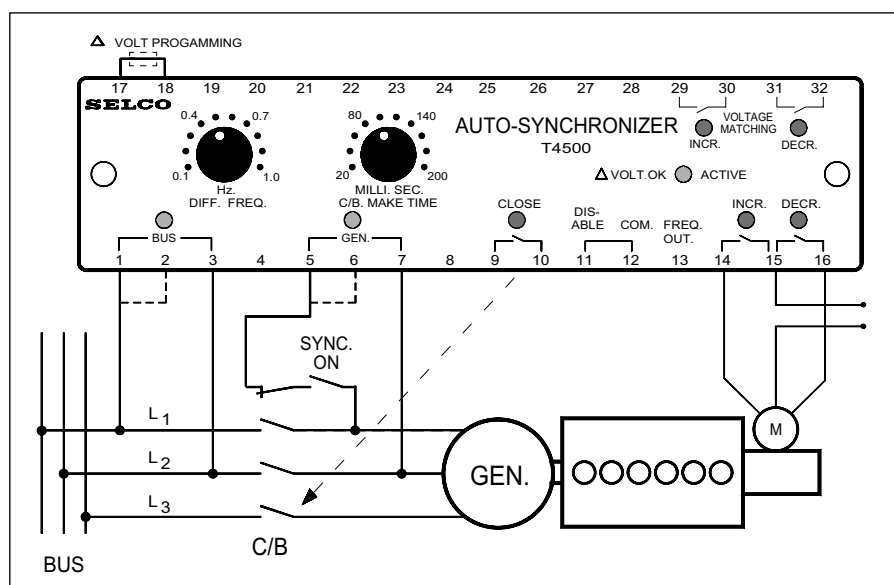 Δ VOLT PROGAMMING
17 18 19 20 21 22 23 24 25 26 27 28 29 30 31 32
SELCO
0.4 0.7
0.1 1.0
Hz.
DIFF. FREQ.
80 140
20 200
MILLI. SEC.
C/B. MAKE TIME
AUTO-SYNCHRONIZER
T4500
VOLTAGE
MATCHING
INCR.
DECR.
Δ VOLT.OK ACTIVE
BUS
GEN.
CLOSE
DIS-
ABLE
COM.
FREQ.
OUT.
INCR.
DECR.
1 2 3 4 5 6 7 8 9 10 11 12 13 14 15 16
SYNC.
ON
L1
L2
L3
GEN.
M
BUS
C/B